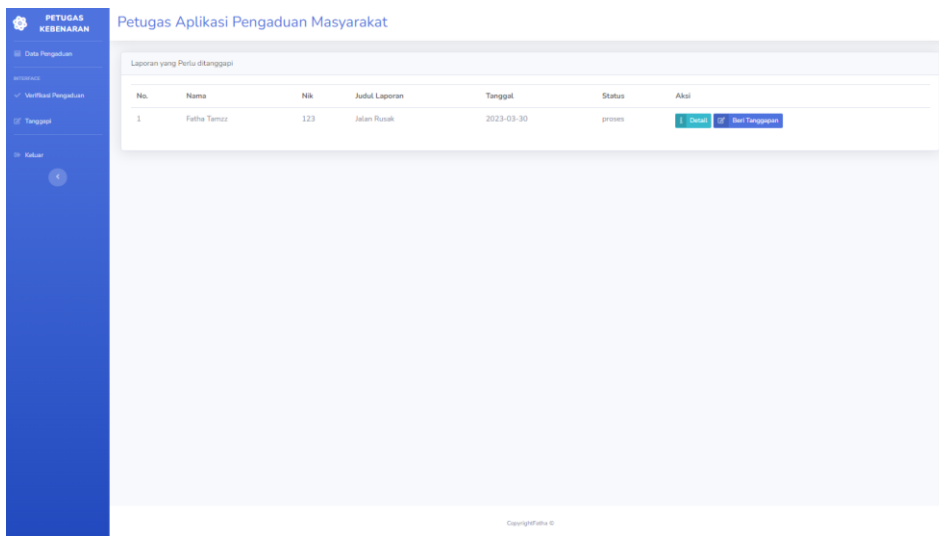 PETUGAS
KEBENARAN
Petugas Aplikasi Pengaduan Masyarakat
Data Pengaduan
INTERFACE
Verifikasi Pengaduan
Tanggapi
Keluar
Laporan yang Perlu ditanggapi
No. Nama Nik Judul Laporan Tanggal Status Aksi
1 Fatha Tamzz 123 Jalan Rusak 2023-03-30 proses Detail Beri Tanggapan
CopyrightFatha ©